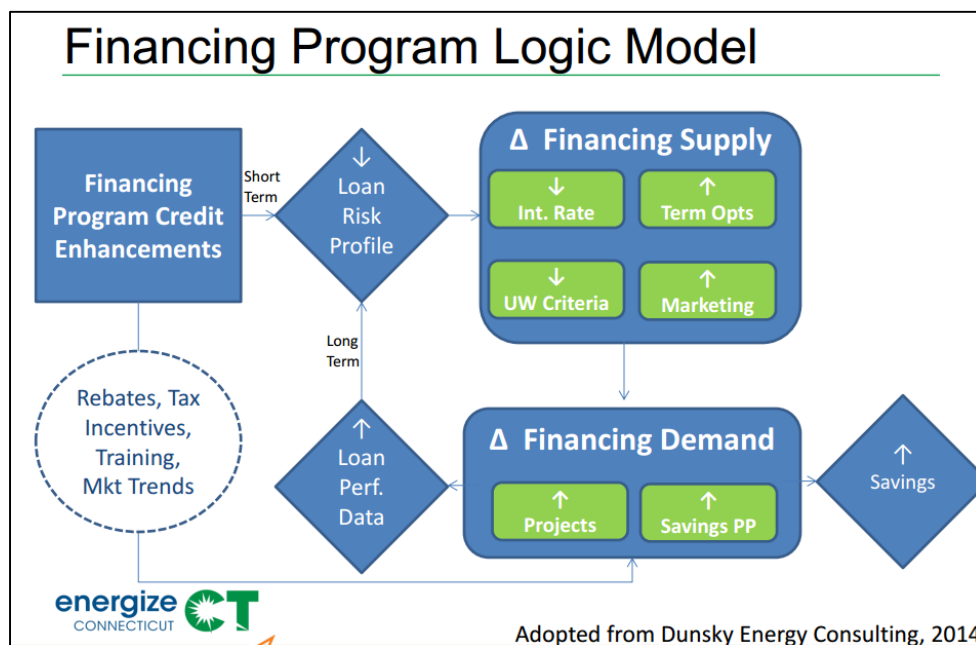 Financing Program Logic Model
Financing
Program Credit
Enhancements
Short
Term
↓
Loan
Risk
Profile
Δ Financing Supply
↓
Int. Rate
↑
Term Opts
↓
UW Criteria
↑
Marketing
Long
Term
Rebates, Tax
Incentives,
Training,
Mkt Trends
↑
Loan
Perf.
Data
Δ Financing Demand
↑
Projects
↑
Savings PP
↑
Savings
energize CT
CONNECTICUT
Adopted from Dunsky Energy Consulting, 2014